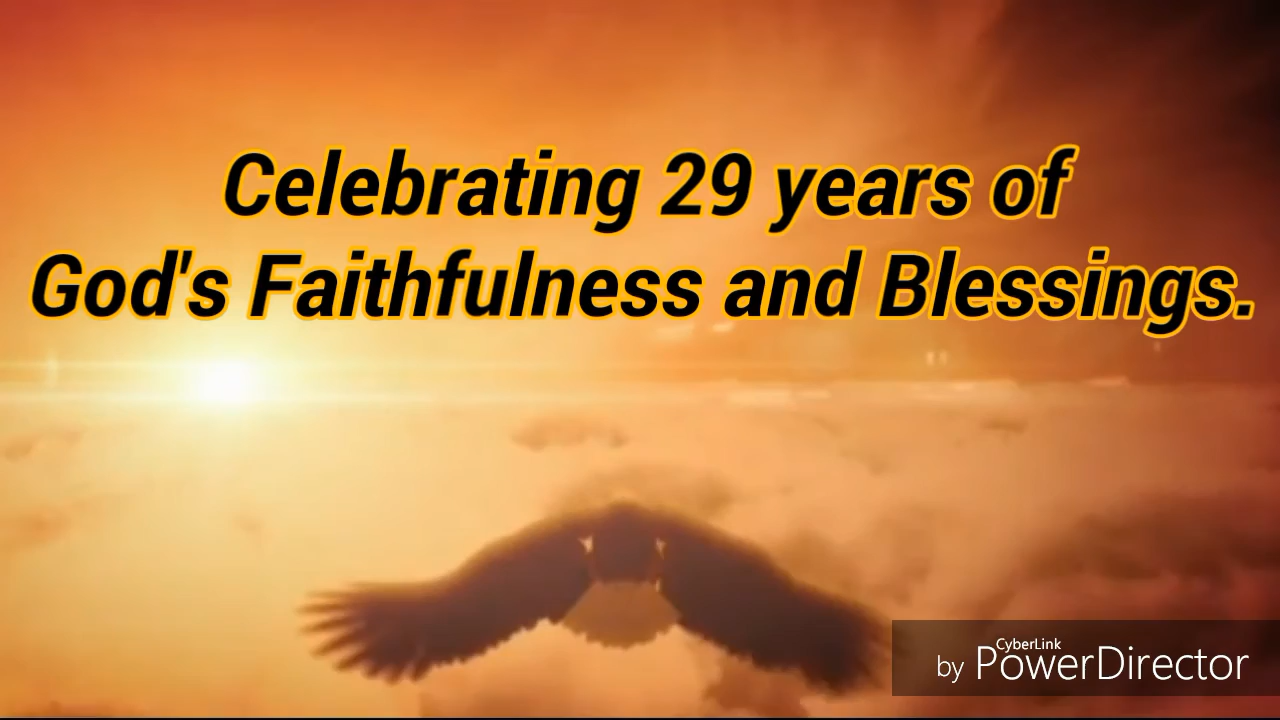 Celebrating 29 years of
God's Faithfulness and Blessings.
CyberLink
by PowerDirector